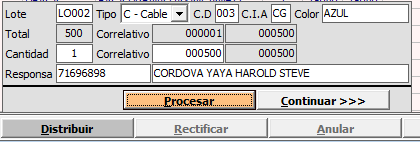 Lote LO002 Tipo C - Cable C.D 003 C.I.A CG Color AZUL
Total 500 Correlativo 000001 000500
Cantidad 1 Correlativo 000500 000500
Responsa 71696898 CORDOVA YAYA HAROLD STEVE
Procesar Continuar >>>
Distribuir Rectificar Anular